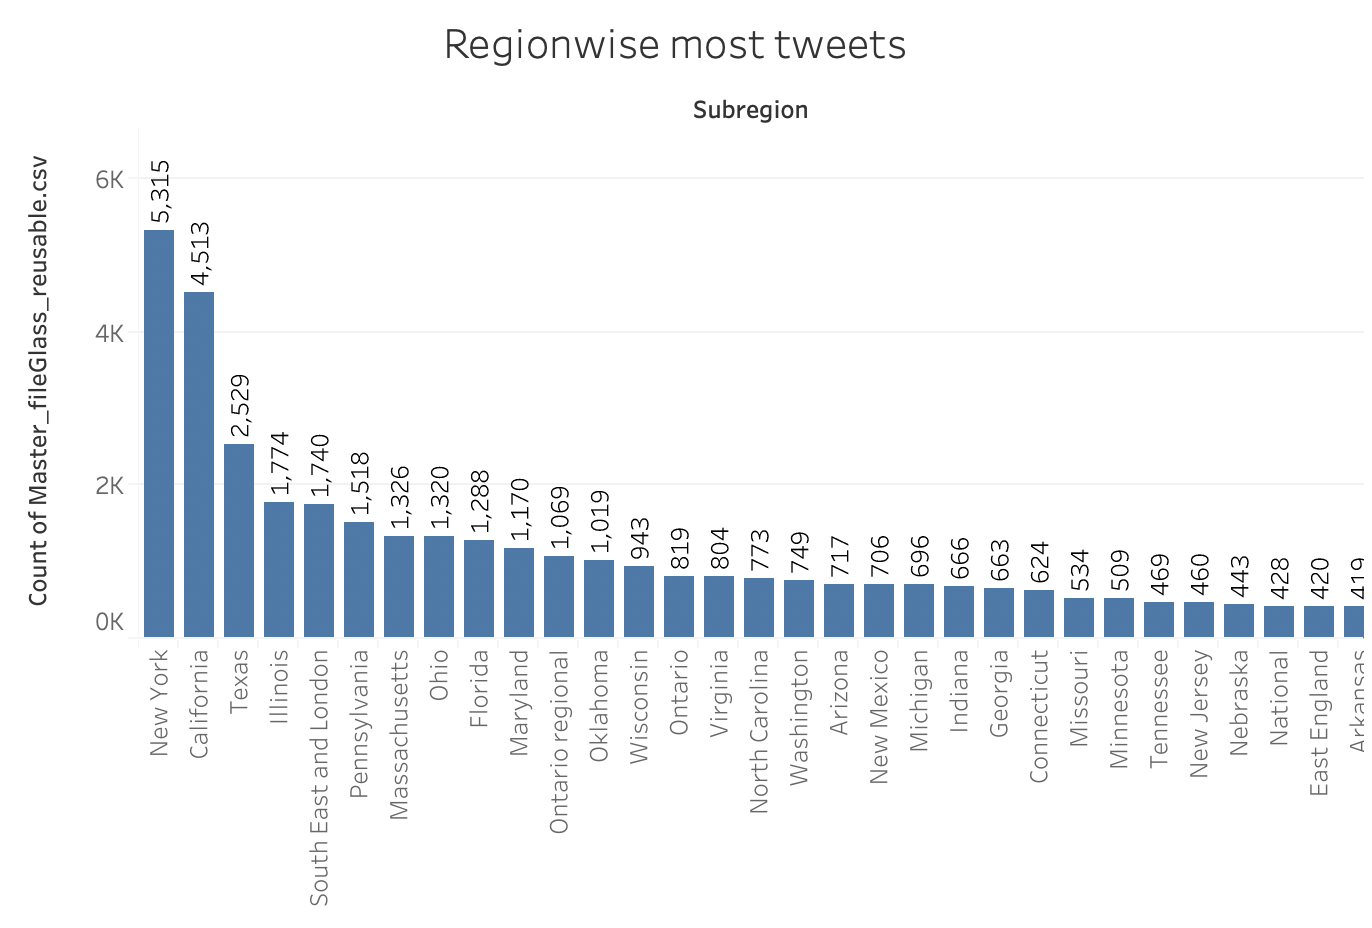 Regionwise most tweets
Subregion
Count of Master_fileGlass_reusable.csv
6K
4K
2K
0K
5,315
4,513
2,529
1,774
1,740
1,518
1,326
1,320
1,288
1,170
1,069
1,019
943
819
804
773
749
717
706
696
666
663
624
534
509
469
460
443
428
420
419
New York
California
Texas
Illinois
South East and London
Pennsylvania
Massachusetts
Ohio
Florida
Maryland
Ontario regional
Oklahoma
Wisconsin
Ontario
Virginia
North Carolina
Washington
Arizona
New Mexico
Michigan
Indiana
Georgia
Connecticut
Missouri
Minnesota
Tennessee
New Jersey
Nebraska
National
East England
Arkansas